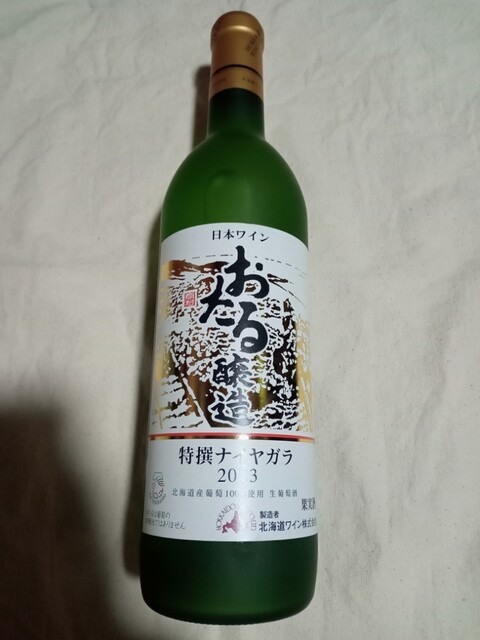 日本ワイン
おたる
醸造
特撰ナイヤガラ
2023
北海道産葡萄100%使用 生葡萄酒
果実酒
製造者
北海道ワイン株式会
HOKKAIDO